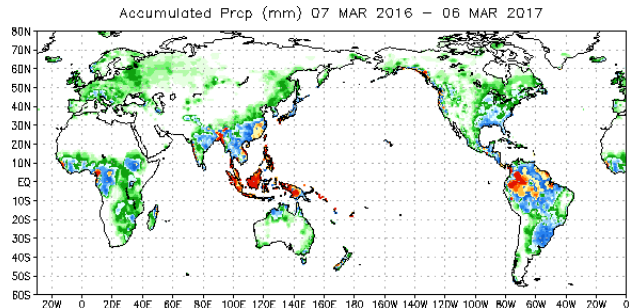 Accumulated Prcp (mm) 07 MAR 2016 – 06 MAR 2017
80N
70N
60N
50N
40N
30N
20N
10N
EQ
10S
20S
30S
40S
50S
60S
20W 0 20E 40E 60E 80E 100E 120E 140E 160E 180 160W 140W 120W 100W 80W 60W 40W 20W 0